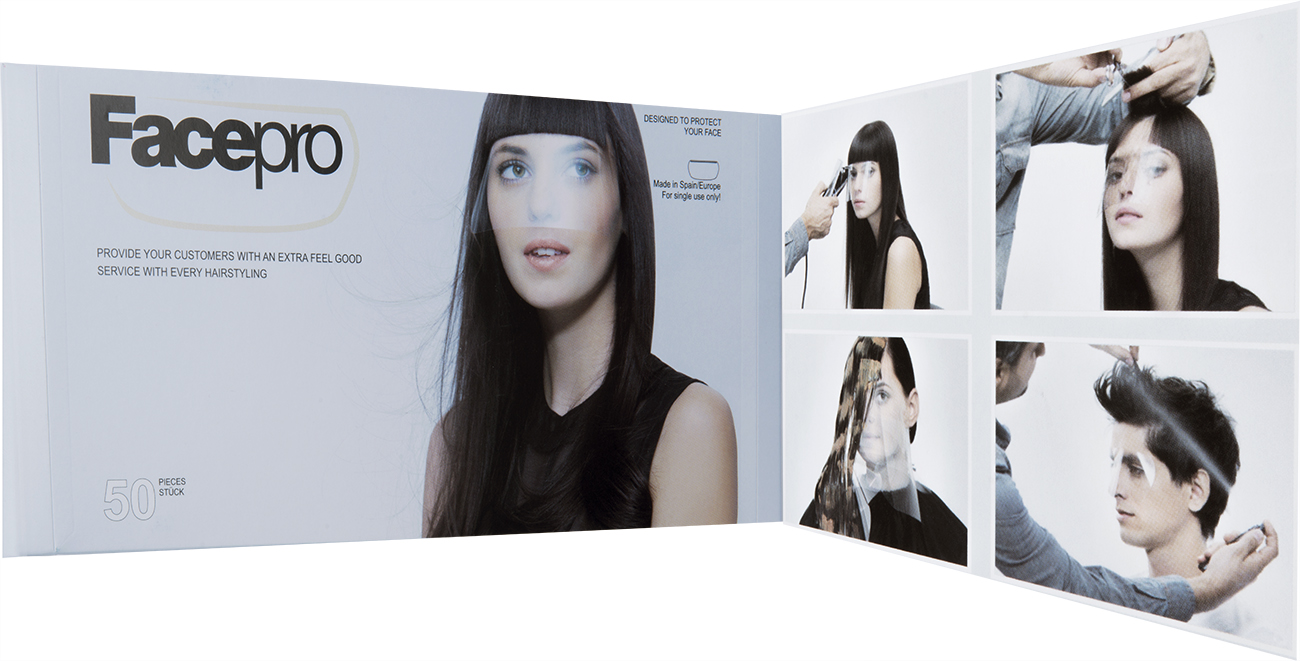 Facepro
PROVIDE YOUR CUSTOMERS WITH AN EXTRA FEEL GOOD
SERVICE WITH EVERY HAIRSTYLING
50 PIECES
STÜCK
DESIGNED TO PROTECT
YOUR FACE
Made in Spain/Europe
For single use only!